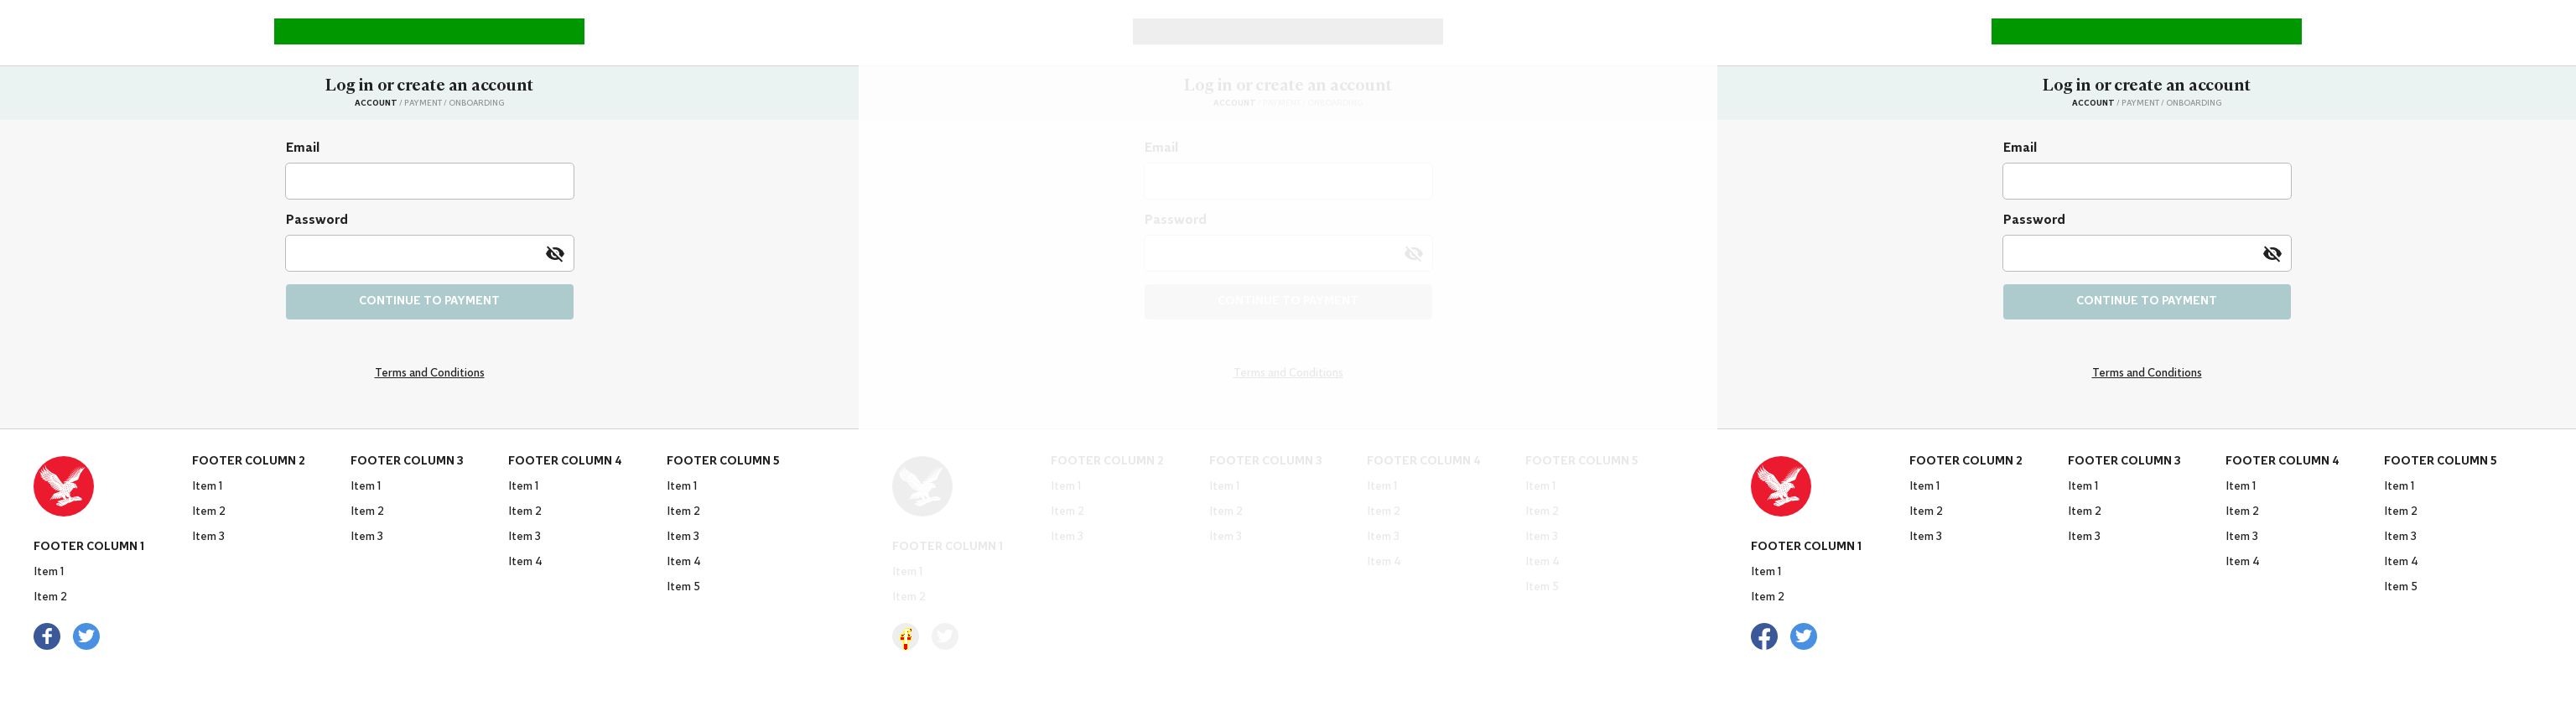 Log in or create an account
ACCOUNT / PAYMENT / ONBOARDING
Email
Password
CONTINUE TO PAYMENT
Terms and Conditions
FOOTER COLUMN 1
Item 1
Item 2
FOOTER COLUMN 2
Item 1
Item 2
Item 3
FOOTER COLUMN 3
Item 1
Item 2
Item 3
FOOTER COLUMN 4
Item 1
Item 2
Item 3
Item 4
FOOTER COLUMN 5
Item 1
Item 2
Item 3
Item 4
Item 5
Log in or create an account
ACCOUNT / PAYMENT / ONBOARDING
Email
Password
CONTINUE TO PAYMENT
Terms and Conditions
FOOTER COLUMN 1
Item 1
Item 2
FOOTER COLUMN 2
Item 1
Item 2
Item 3
FOOTER COLUMN 3
Item 1
Item 2
Item 3
FOOTER COLUMN 4
Item 1
Item 2
Item 3
Item 4
FOOTER COLUMN 5
Item 1
Item 2
Item 3
Item 4
Item 5
Log in or create an account
ACCOUNT / PAYMENT / ONBOARDING
Email
Password
CONTINUE TO PAYMENT
Terms and Conditions
FOOTER COLUMN 1
Item 1
Item 2
FOOTER COLUMN 2
Item 1
Item 2
Item 3
FOOTER COLUMN 3
Item 1
Item 2
Item 3
FOOTER COLUMN 4
Item 1
Item 2
Item 3
Item 4
FOOTER COLUMN 5
Item 1
Item 2
Item 3
Item 4
Item 5